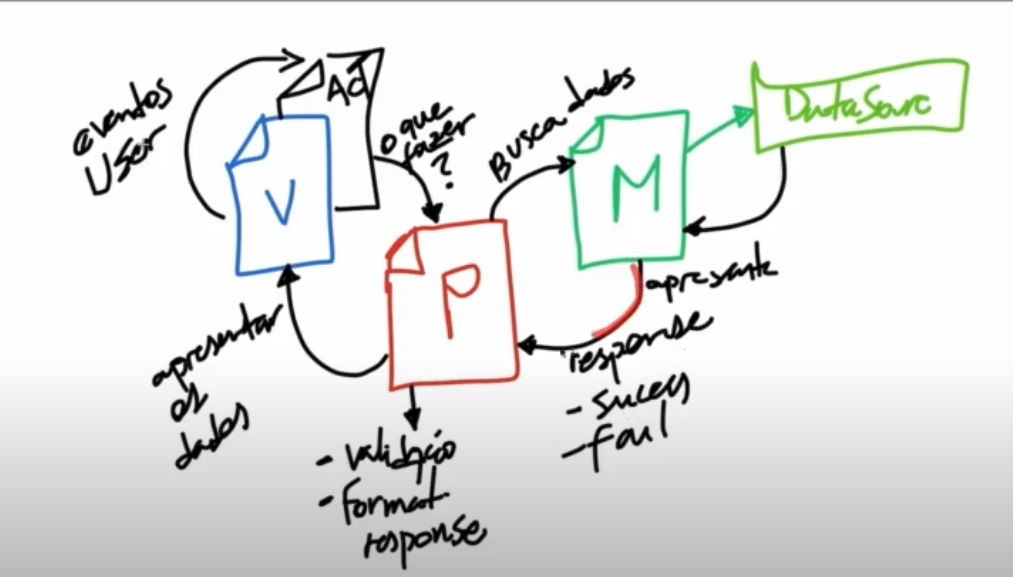 eventos
User
Act
V
o que
fazer
?
Busca dados
M
DataSourc
P
apresentar
os
dados
apresenta
response
- Sucess
- fail
- validação
- Format
response